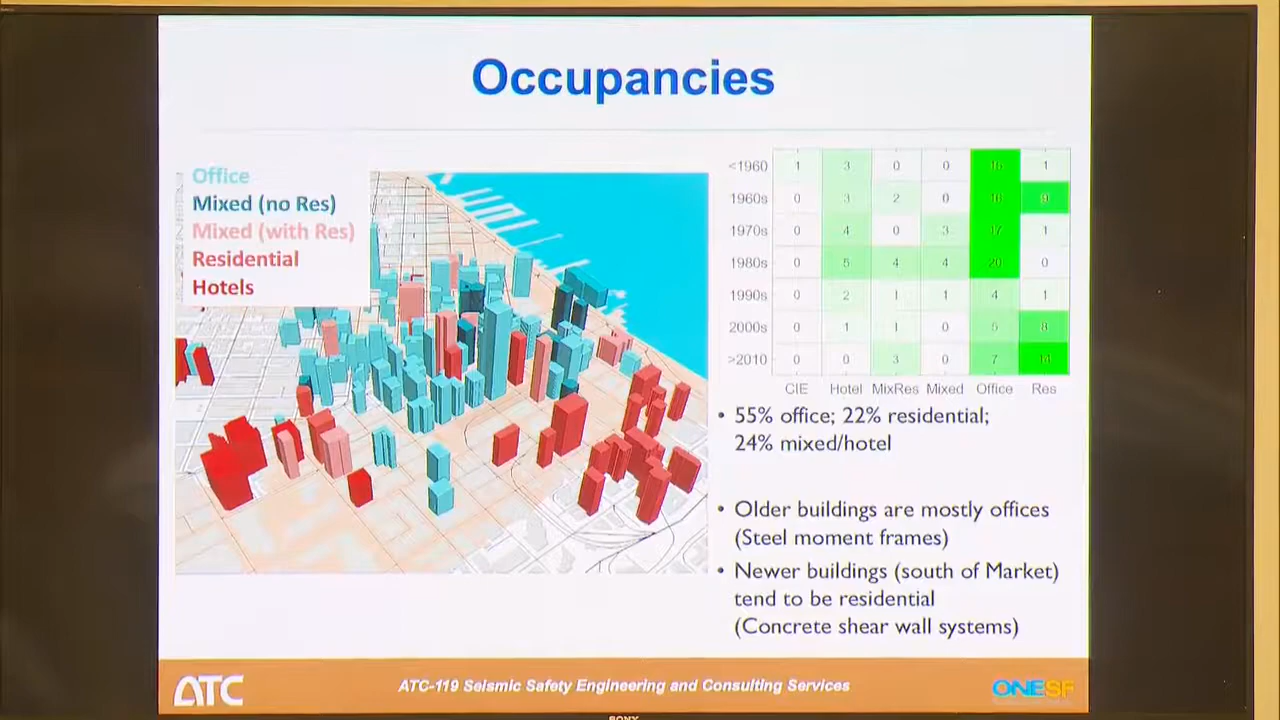 Occupancies
Office
Mixed (no Res)
Mixed (with Res)
Residential
Hotels
<1960 1 3 0 0 1
1960s 0 3 2 0 9
1970s 0 4 0 3 17 1
1980s 0 5 4 4 20 0
1990s 0 2 1 1 4 1
2000s 0 1 1 0 8
>2010 0 0 3 0 7
CIE Hotel MixRes Mixed Office Res
• 55% office; 22% residential;
24% mixed/hotel
• Older buildings are mostly offices
(Steel moment frames)
• Newer buildings (south of Market)
tend to be residential
(Concrete shear wall systems)
ATC
ATC-119 Seismic Safety Engineering and Consulting Services
ONESF
SONY